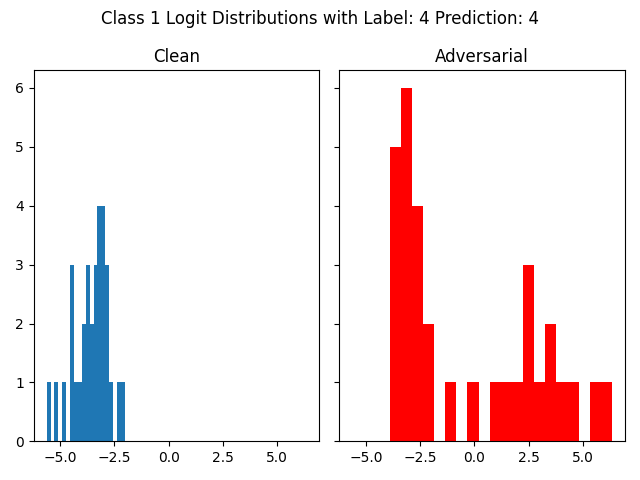 Class 1 Logit Distributions with Label: 4 Prediction: 4
Clean
Adversarial
6
5
4
3
2
1
0
−5.0 −2.5 0.0 2.5 5.0
−5.0 −2.5 0.0 2.5 5.0